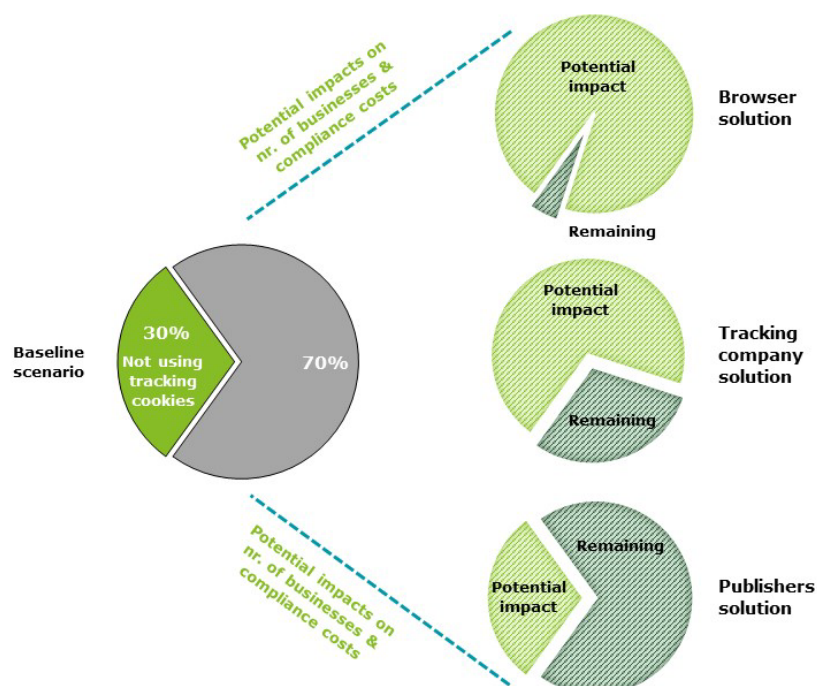 Potential impacts on
nr. of businesses &
compliance costs
Potential
impact
Browser
solution
Remaining
Baseline
scenario
30%
Not using
tracking
cookies
70%
Potential
impact
Tracking
company
solution
Remaining
Potential impacts on
nr. of businesses &
compliance costs
Remaining
Potential
impact
Publishers
solution